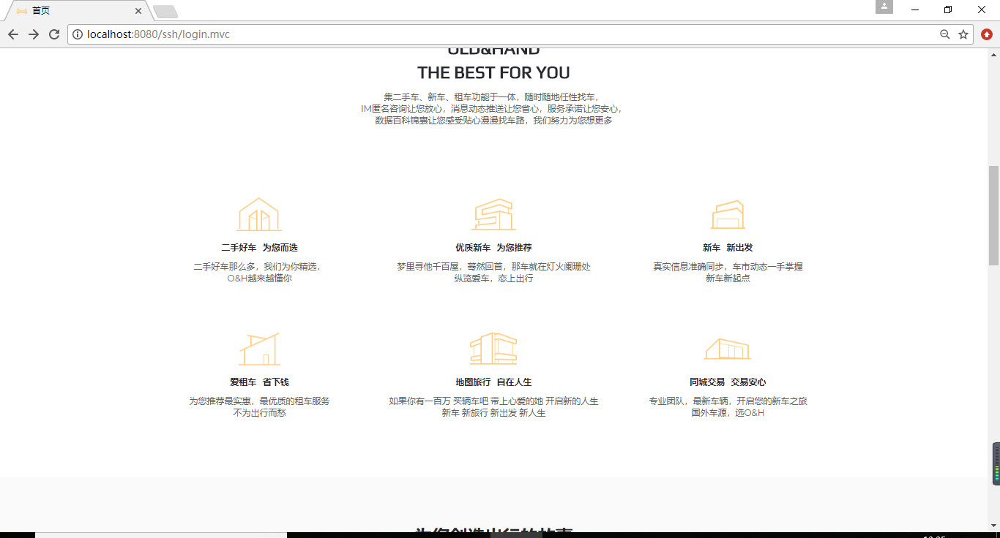 首页
localhost:8080/ssh/login.mvc
OLD&HAND
THE BEST FOR YOU
集二手车、新车、租车功能于一体，随时随地任性找车，
IM匿名咨询让您放心，消息动态推送让您省心，服务承诺让您安心，
数据百科锦囊让您感受贴心漫漫找车路，我们努力为您想更多
二手好车 为您而选
优质新车 为您推荐
新车 新出发
二手好车那么多，我们为你精选，
O&H越来越懂你
梦里寻他千百屋，蓦然回首，那车就在灯火阑珊处
纵览爱车，恋上出行
真实信息准确同步，车市动态一手掌握
新车新起点
爱租车 省下钱
地图旅行 自在人生
同城交易 交易安心
为您推荐最实惠，最优质的租车服务
不为出行而愁
如果你有一百万 买辆车吧 带上心爱的她 开启新的人生
新车 新旅行 新出发 新人生
专业团队，最新车辆，开启您的新车之旅
国外车源，选O&H
为您创造出行的故事